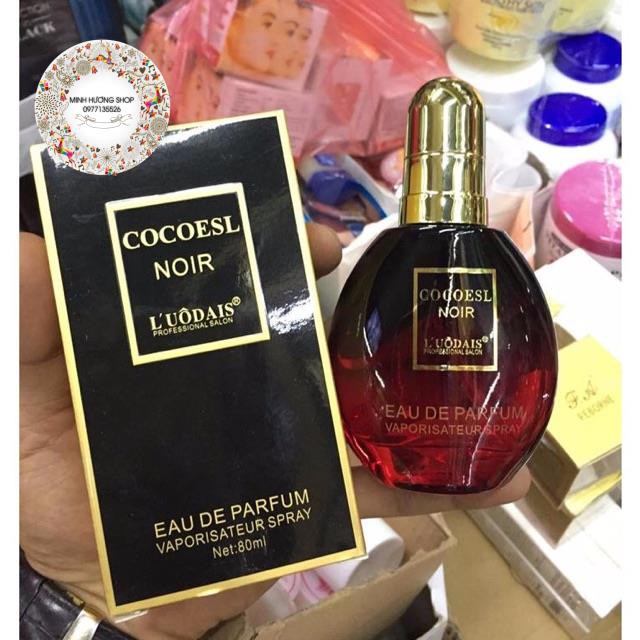 MINH HƯƠNG SHOP
0977135526
COCOESL
NOIR
L'UÔDAIS®
PROFESSIONAL SALON
EAU DE PARFUM
VAPORISATEUR SPRAY
Net:80ml
COCOESL
NOIR
L'UÔDAIS®
PROFESSIONAL SALON
EAU DE PARFUM
VAPORISATEUR SPRAY
F.A
REBORNE